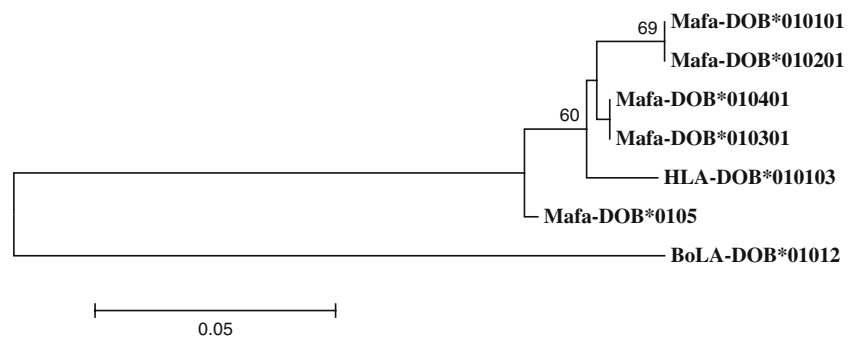 69
Mafa-DOB*010101
Mafa-DOB*010201
Mafa-DOB*010401
60
Mafa-DOB*010301
HLA-DOB*010103
Mafa-DOB*0105
BoLA-DOB*01012
0.05